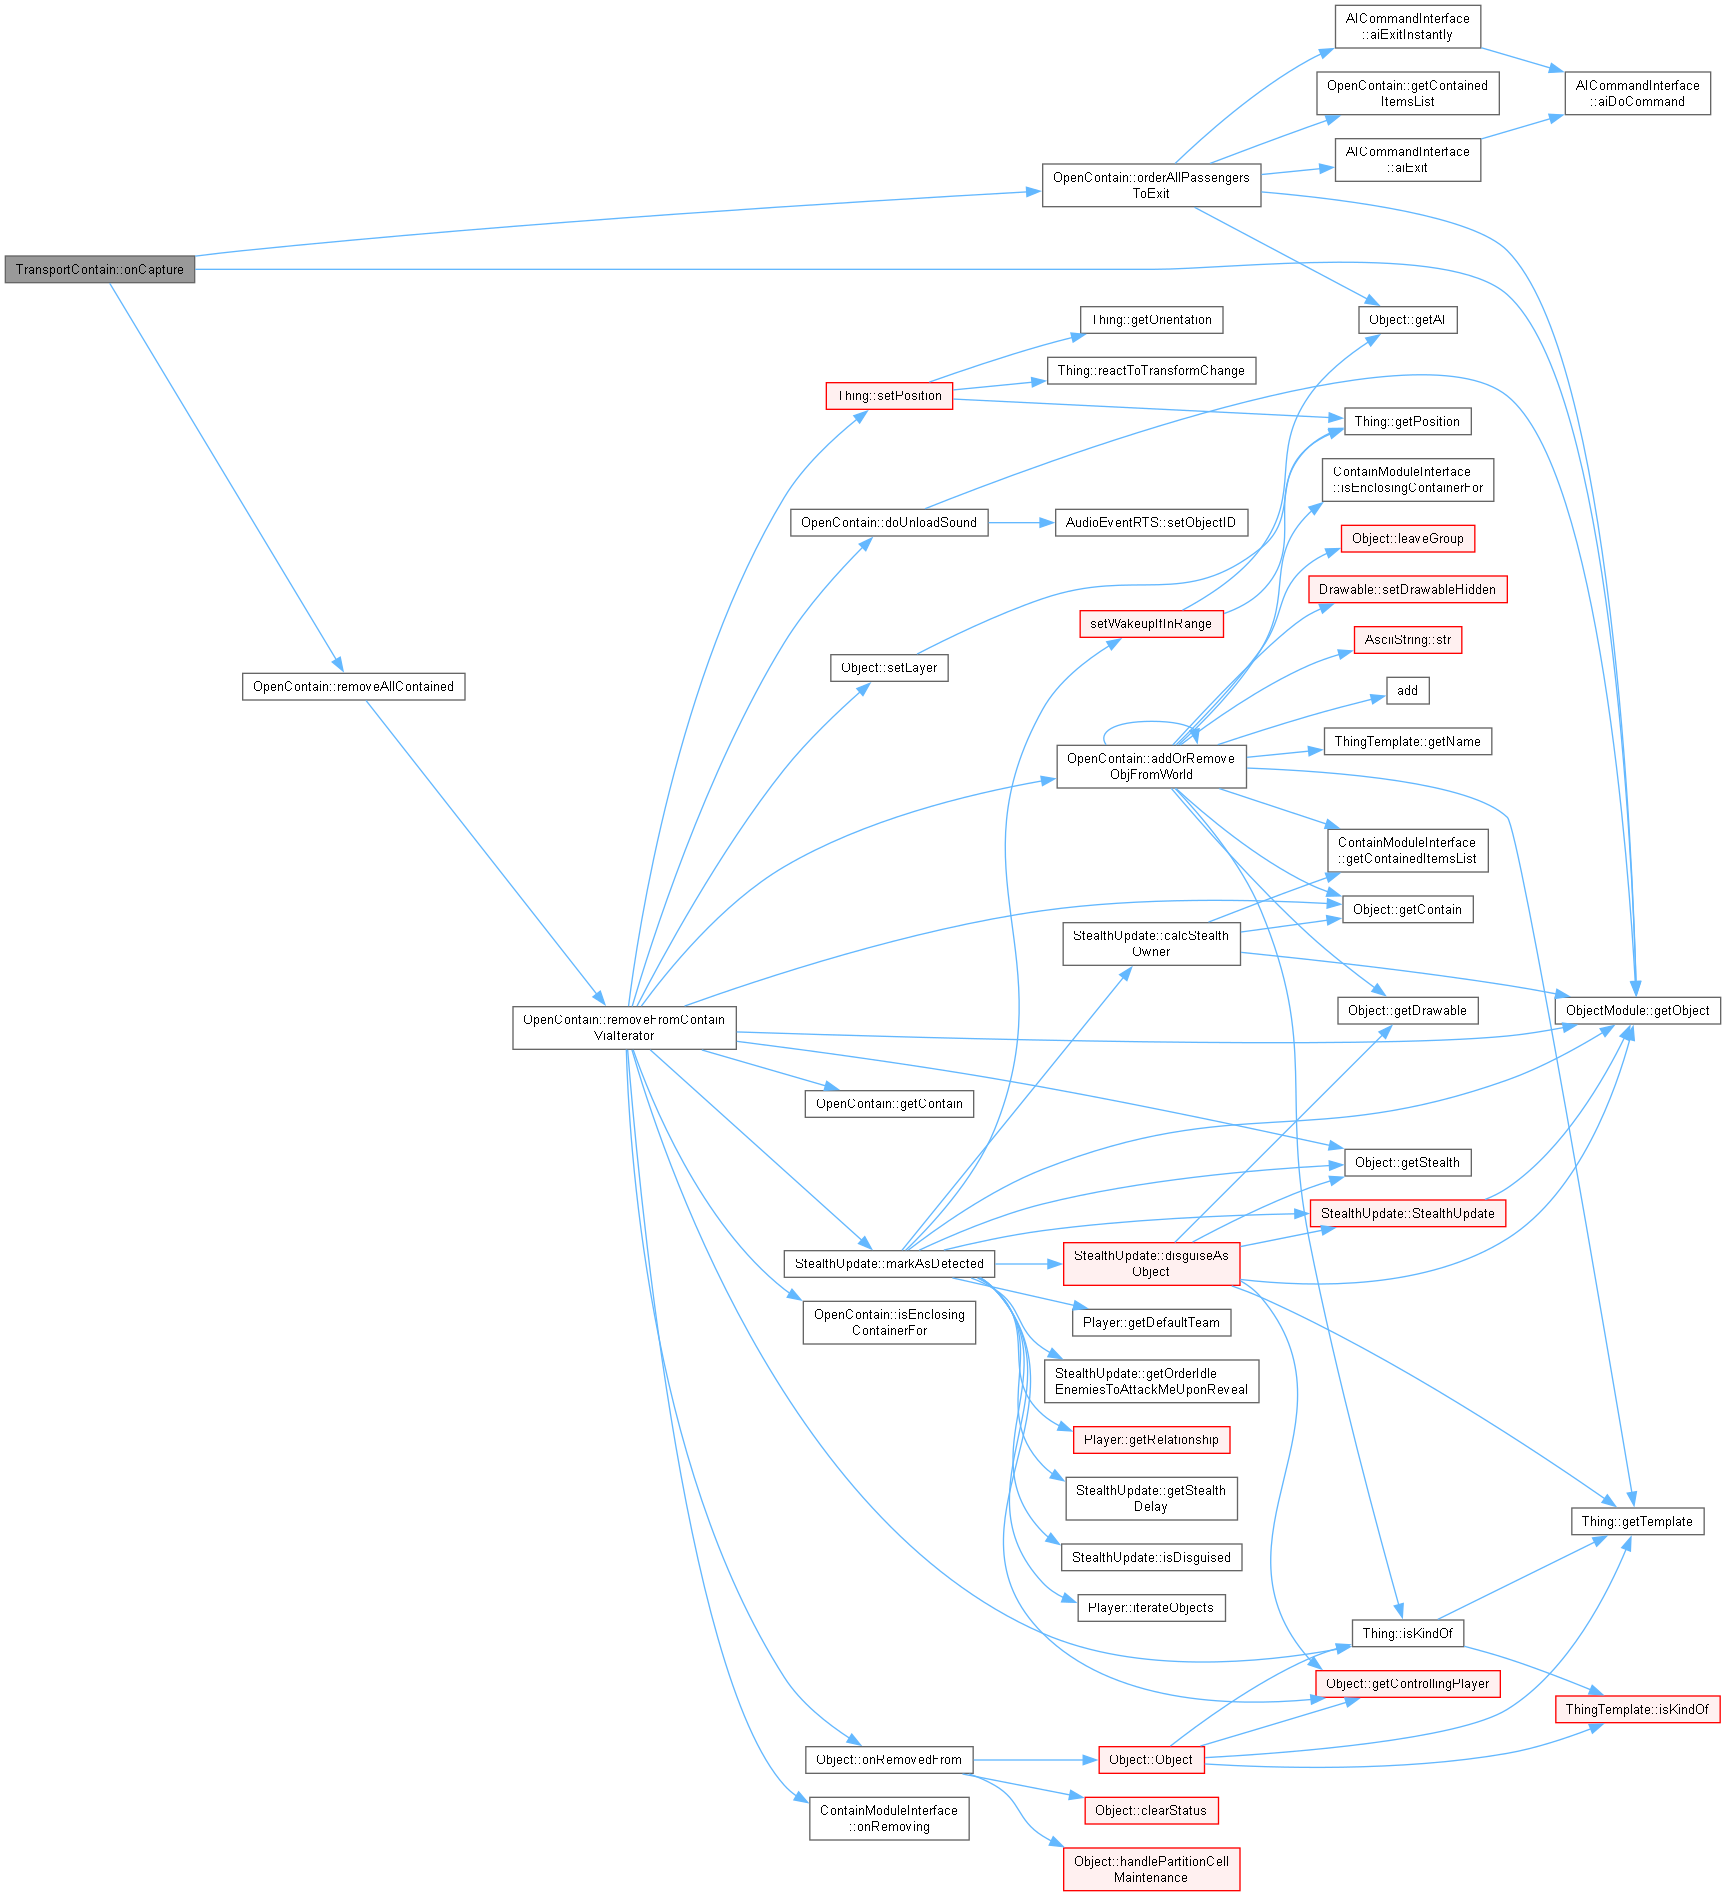 AICommandInterface
::aiExitInstantly
OpenContain::getContained
ItemsList
AICommandInterface
::aiDoCommand
AICommandInterface
::aiExit
OpenContain::orderAllPassengers
ToExit
TransportContain::onCapture
Thing::getOrientation
Object::getAI
Thing::reactToTransformChange
Thing::setPosition
Thing::getPosition
ContainModuleInterface
::isEnclosingContainerFor
OpenContain::doUnloadSound
AudioEventRTS::setObjectID
Object::leaveGroup
Drawable::setDrawableHidden
setWakeupIfInRange
AsciiString::str
Object::setLayer
OpenContain::removeAllContained
add
ThingTemplate::getName
OpenContain::addOrRemove
ObjFromWorld
ContainModuleInterface
::getContainedItemsList
Object::getContain
StealthUpdate::calcStealth
Owner
Object::getDrawable
ObjectModule::getObject
OpenContain::removeFromContain
ViaIterator
OpenContain::getContain
Object::getStealth
StealthUpdate::StealthUpdate
StealthUpdate::markAsDetected
StealthUpdate::disguiseAs
Object
OpenContain::isEnclosing
ContainerFor
Player::getDefaultTeam
StealthUpdate::getOrderIdle
EnemiesToAttackMeUponReveal
Player::getRelationship
StealthUpdate::getStealth
Delay
Thing::getTemplate
StealthUpdate::isDisguised
Player::iterateObjects
Thing::isKindOf
Object::getControllingPlayer
ThingTemplate::isKindOf
Object::onRemovedFrom
Object::Object
ContainModuleInterface
::onRemoving
Object::clearStatus
Object::handlePartitionCell
Maintenance